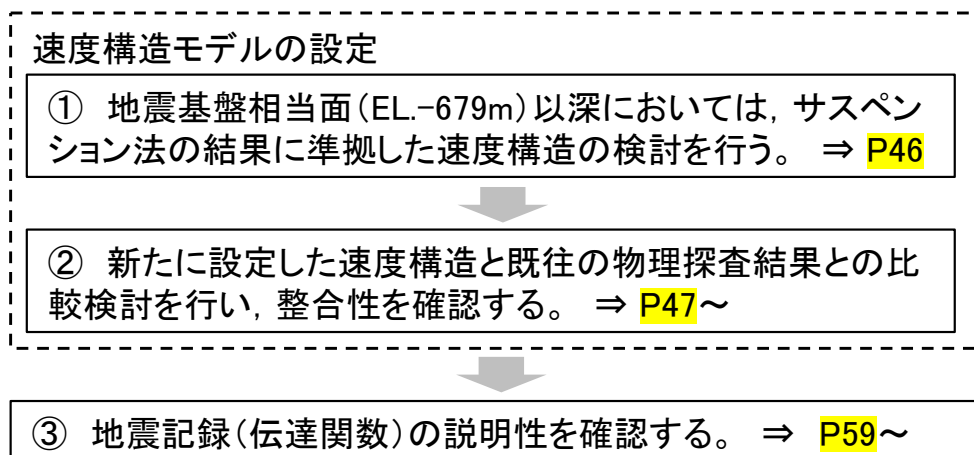 速度構造モデルの設定
① 地震基盤相当面(EL.-679m)以深においては，サスペン
ション法の結果に準拠した速度構造の検討を行う。 ⇒ P46
② 新たに設定した速度構造と既往の物理探査結果との比
較検討を行い，整合性を確認する。 ⇒ P47～
③ 地震記録(伝達関数)の説明性を確認する。 ⇒ P59～